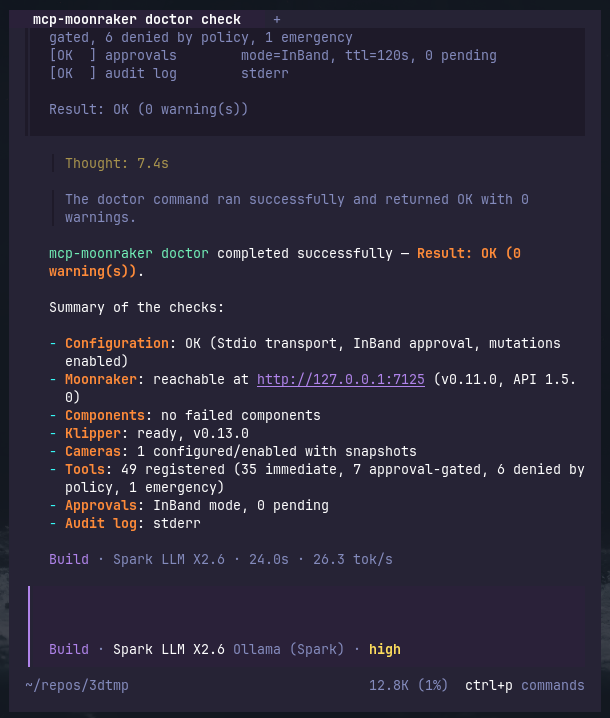 mcp-moonraker doctor check +
gated, 6 denied by policy, 1 emergency
[OK  ] approvals        mode=InBand, ttl=120s, 0 pending
[OK  ] audit log        stderr
Result: OK (0 warning(s))
Thought: 7.4s
The doctor command ran successfully and returned OK with 0
warnings.
mcp-moonraker doctor completed successfully — Result: OK (0
warning(s)).
Summary of the checks:
- Configuration: OK (Stdio transport, InBand approval, mutations
enabled)
- Moonraker: reachable at http://127.0.0.1:7125 (v0.11.0, API 1.5.
0)
- Components: no failed components
- Klipper: ready, v0.13.0
- Cameras: 1 configured/enabled with snapshots
- Tools: 49 registered (35 immediate, 7 approval-gated, 6 denied by
policy, 1 emergency)
- Approvals: InBand mode, 0 pending
- Audit log: stderr
Build · Spark LLM X2.6 · 24.0s · 26.3 tok/s
Build · Spark LLM X2.6 Ollama (Spark) · high
~/repos/3dtmp 12.8K (1%) ctrl+p commands